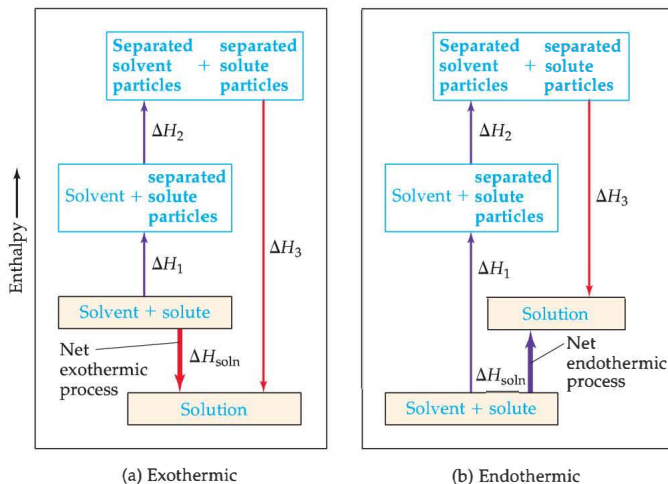 Enthalpy
Separated separated
solvent + solute
particles particles
ΔH₂
separated
Solvent + solute
particles
ΔH₁
ΔH₃
Solvent + solute
Net
exothermic
process
ΔHsoln
Solution
(a) Exothermic
Separated separated
solvent + solute
particles particles
ΔH₂
separated
Solvent + solute
particles
ΔH₃
ΔH₁
Solution
Net
endothermic
process
ΔHsoln
Solvent + solute
(b) Endothermic